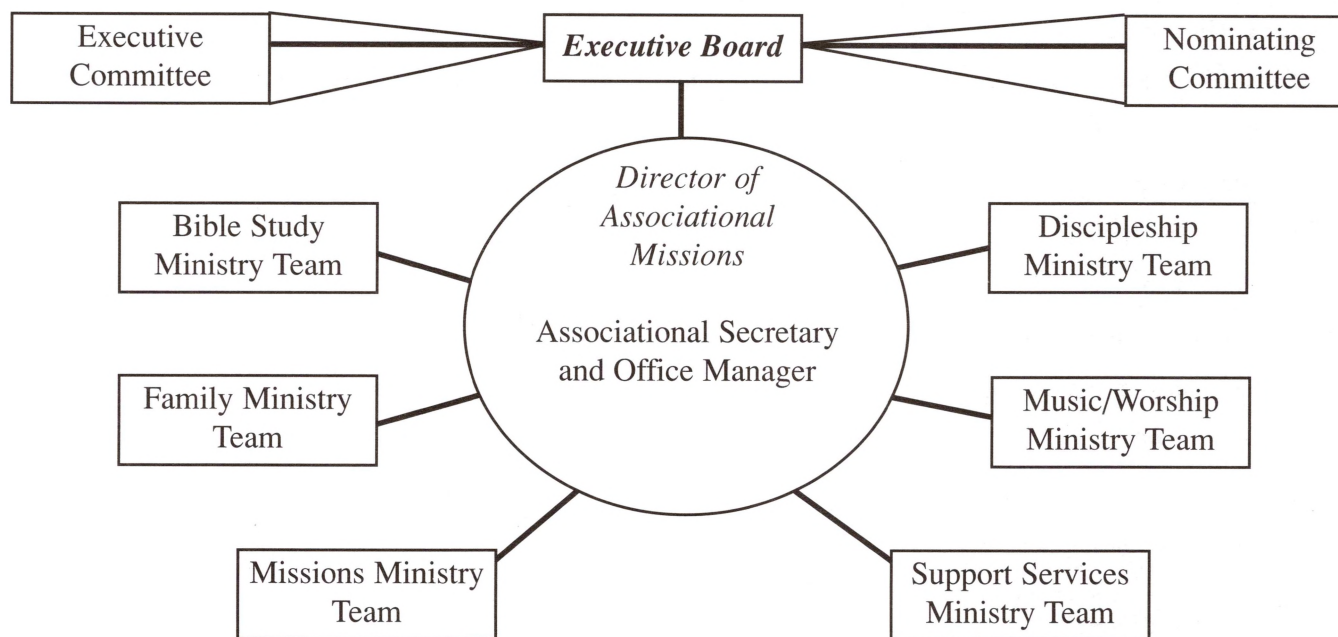 Executive
Committee
Executive Board
Nominating
Committee
Director of
Associational
Missions
Associational Secretary
and Office Manager
Bible Study
Ministry Team
Discipleship
Ministry Team
Family Ministry
Team
Music/Worship
Ministry Team
Missions Ministry
Team
Support Services
Ministry Team